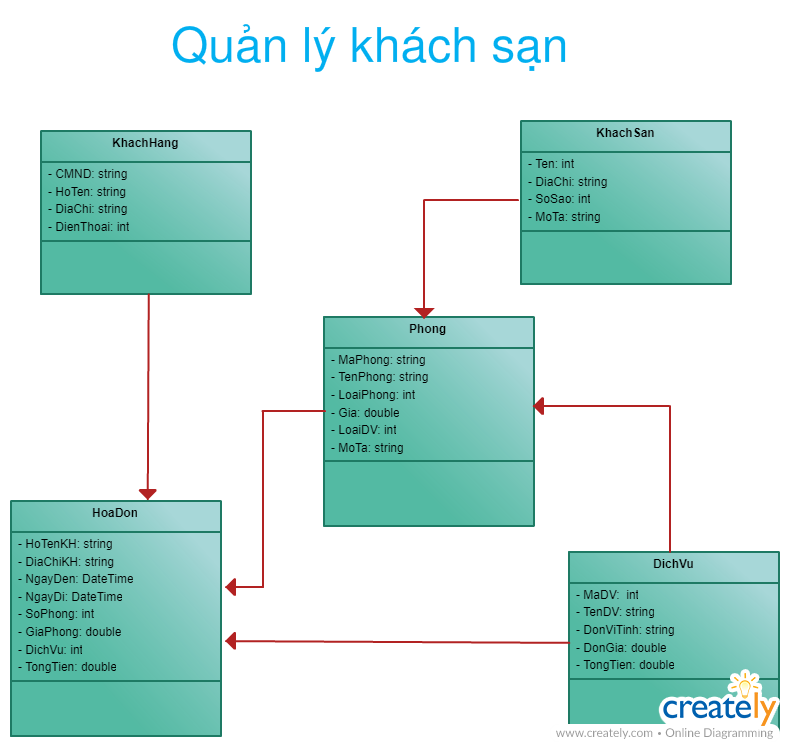 Quản lý khách sạn
KhachHang
- CMND: string
- HoTen: string
- DiaChi: string
- DienThoai: int
KhachSan
- Ten: int
- DiaChi: string
- SoSao: int
- MoTa: string
Phong
- MaPhong: string
- TenPhong: string
- LoaiPhong: int
- Gia: double
- LoaiDV: int
- MoTa: string
HoaDon
- HoTenKH: string
- DiaChiKH: string
- NgayDen: DateTime
- NgayDi: DateTime
- SoPhong: int
- GiaPhong: double
- DichVu: int
- TongTien: double
DichVu
- MaDV: int
- TenDV: string
- DonViTinh: string
- DonGia: double
- TongTien: double
creately
www.creately.com • Online Diagramming